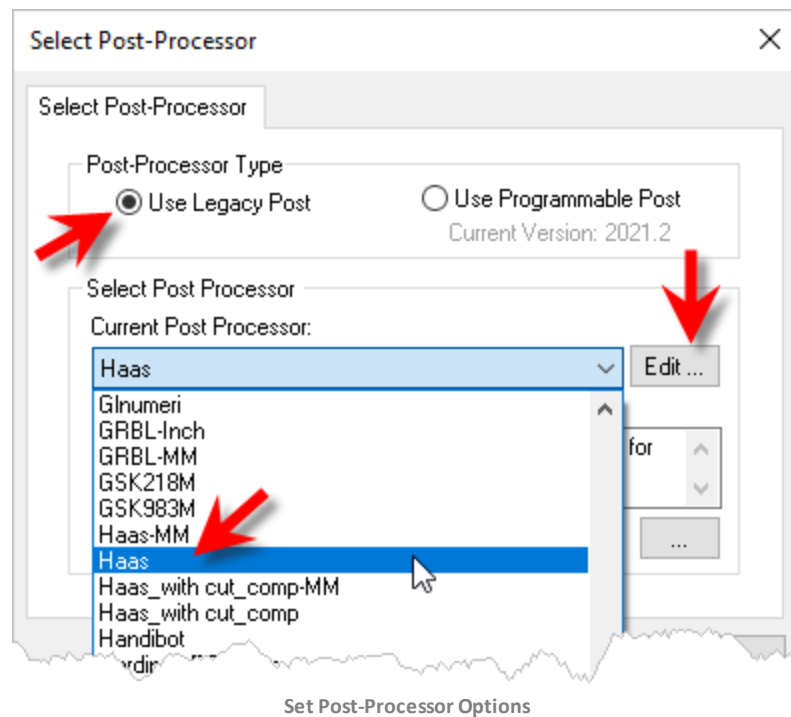 Select Post-Processor
Select Post-Processor
Post-Processor Type
Use Legacy Post
Use Programmable Post
Current Version: 2021.2
Select Post Processor
Current Post Processor:
Haas
Edit ...
GInumeri
GRBL-Inch
GRBL-MM
for
GSK218M
GSK983M
Haas-MM
Haas
...
Haas_with cut_comp-MM
Haas_with cut_comp
Handibot
Set Post-Processor Options